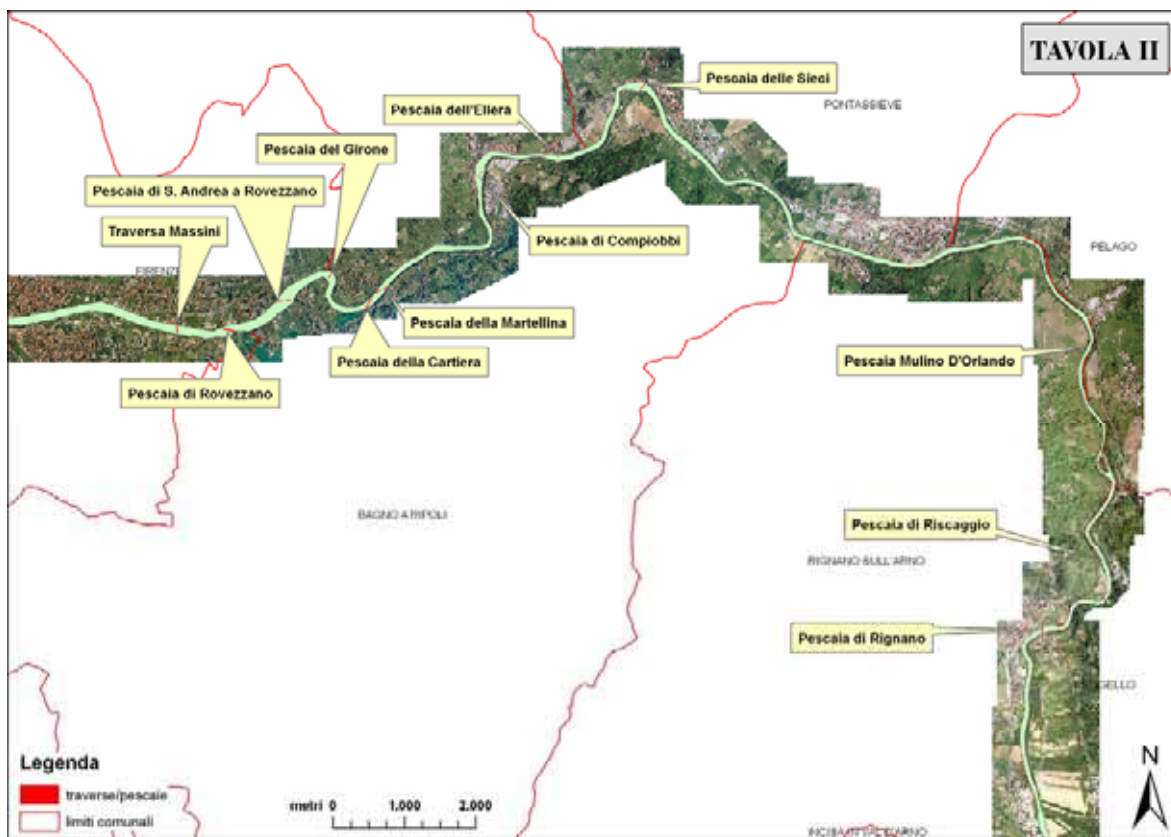 TAVOLA II
Pescaia delle Sieci
PONTASSIEVE
Pescaia dell'Ellera
Pescaia del Girone
Pescaia di S. Andrea a Rovezzano
Traversa Massini
Pescaia di Compiobbi
PELAGO
FIRENZE
Pescaia della Martellina
Pescaia della Cartiera
Pescaia Mulino D'Orlando
Pescaia di Rovezzano
BAGNO A RIPOLI
Pescaia di Riscaggio
RIGNANO SULL'ARNO
Pescaia di Rignano
Legenda
traverse/pescaie
limiti comunali
metri 0 1.000 2.000
N